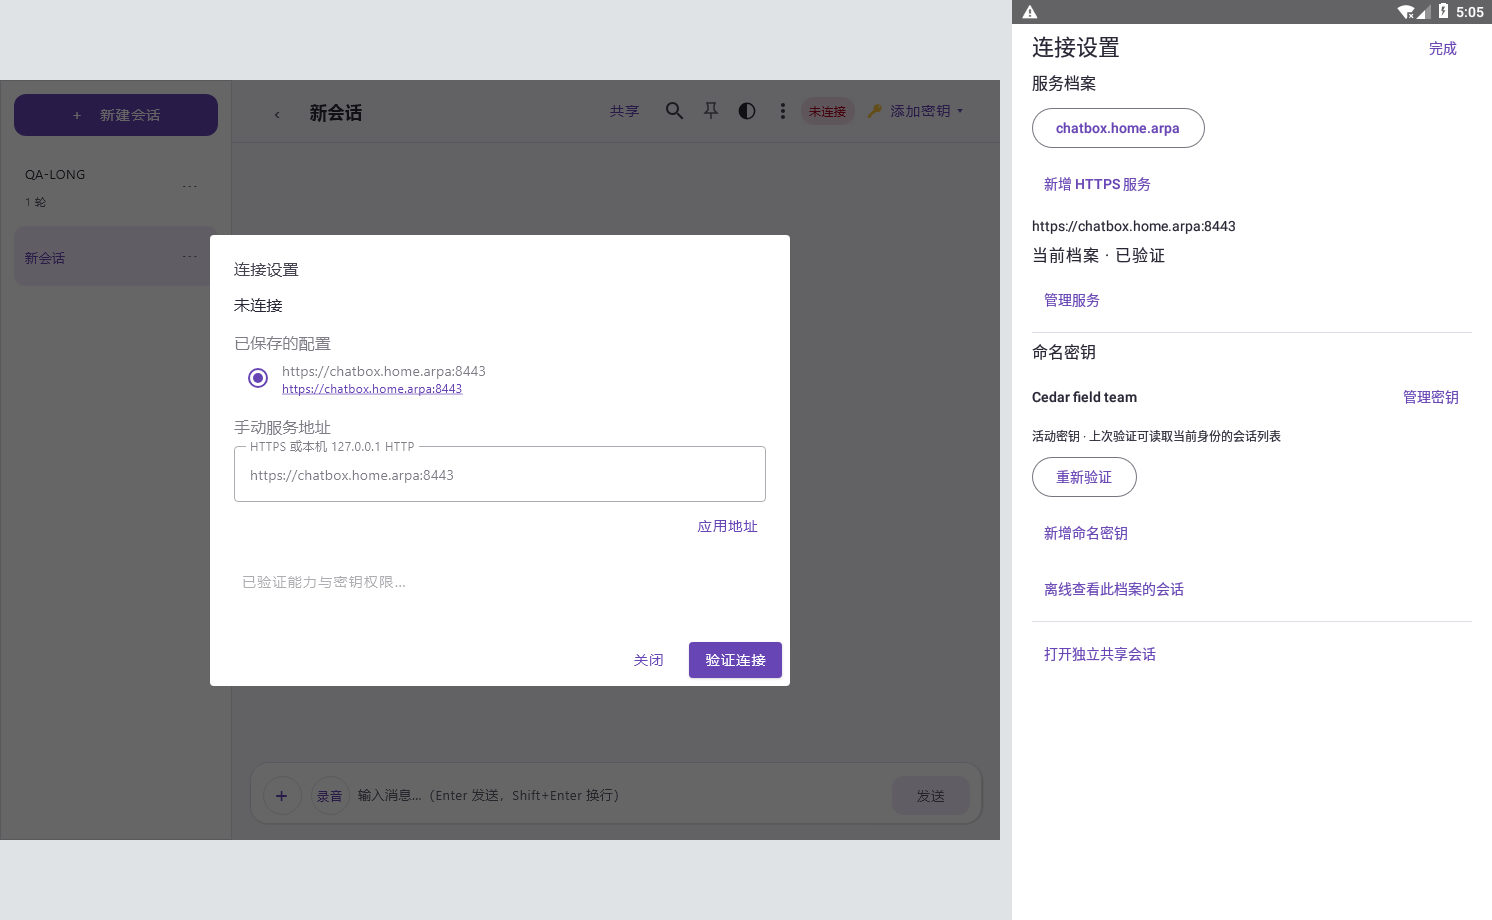 + 新建会话
QA-LONG
1 轮
新会话
‹ 新会话
共享
未连接
添加密钥
连接设置
未连接
已保存的配置
https://chatbox.home.arpa:8443
https://chatbox.home.arpa:8443
手动服务地址
HTTPS 或本机 127.0.0.1 HTTP
https://chatbox.home.arpa:8443
应用地址
已验证能力与密钥权限...
关闭
验证连接
+
录音
输入消息...（Enter 发送，Shift+Enter 换行）
发送
5:05
连接设置
完成
服务档案
chatbox.home.arpa
新增 HTTPS 服务
https://chatbox.home.arpa:8443
当前档案 · 已验证
管理服务
命名密钥
Cedar field team
管理密钥
活动密钥 · 上次验证可读取当前身份的会话列表
重新验证
新增命名密钥
离线查看此档案的会话
打开独立共享会话